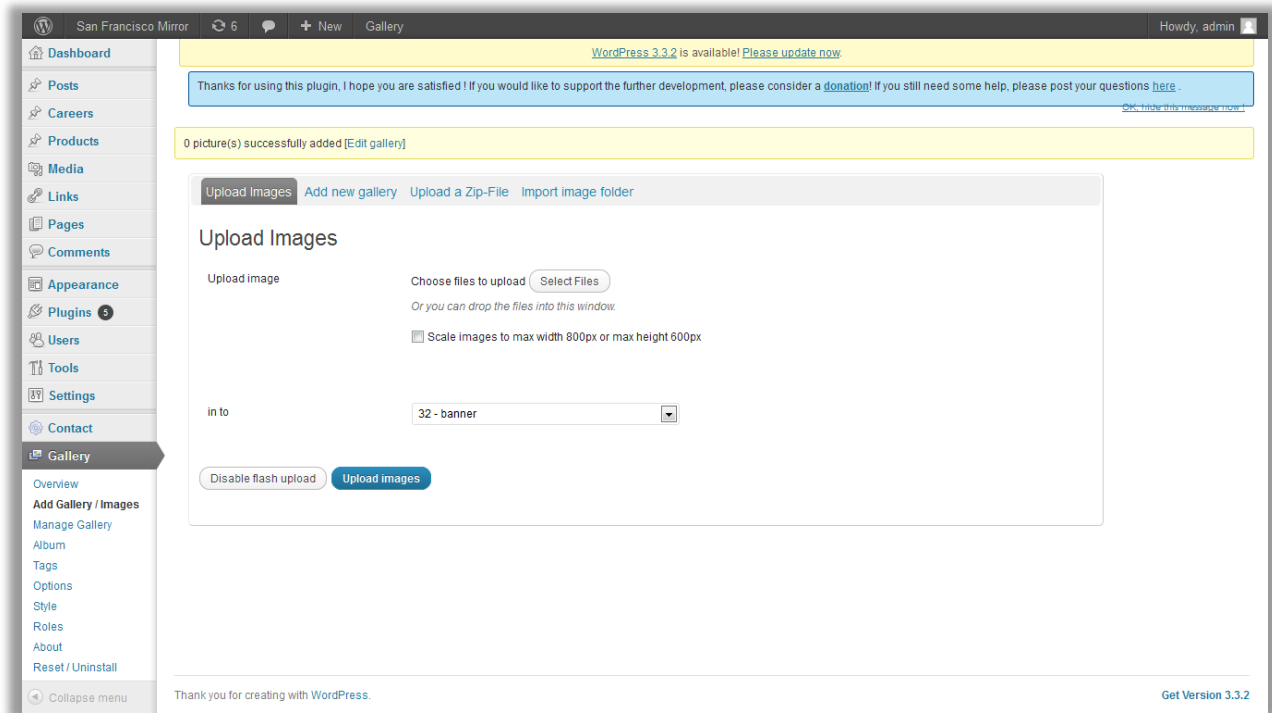 San Francisco Mirror 6 + New Gallery Howdy, admin
Dashboard
Posts
Careers
Products
Media
Links
Pages
Comments
Appearance
Plugins 5
Users
Tools
Settings
Contact
Gallery
Overview
Add Gallery / Images
Manage Gallery
Album
Tags
Options
Style
Roles
About
Reset / Uninstall
Collapse menu
WordPress 3.3.2 is available! Please update now.
Thanks for using this plugin, I hope you are satisfied ! If you would like to support the further development, please consider a donation! If you still need some help, please post your questions here .
OK, hide this message now !
0 picture(s) successfully added [Edit gallery]
Upload Images Add new gallery Upload a Zip-File Import image folder
Upload Images
Upload image Choose files to upload Select Files
Or you can drop the files into this window.
Scale images to max width 800px or max height 600px
in to 32 - banner
Disable flash upload Upload images
Thank you for creating with WordPress. Get Version 3.3.2